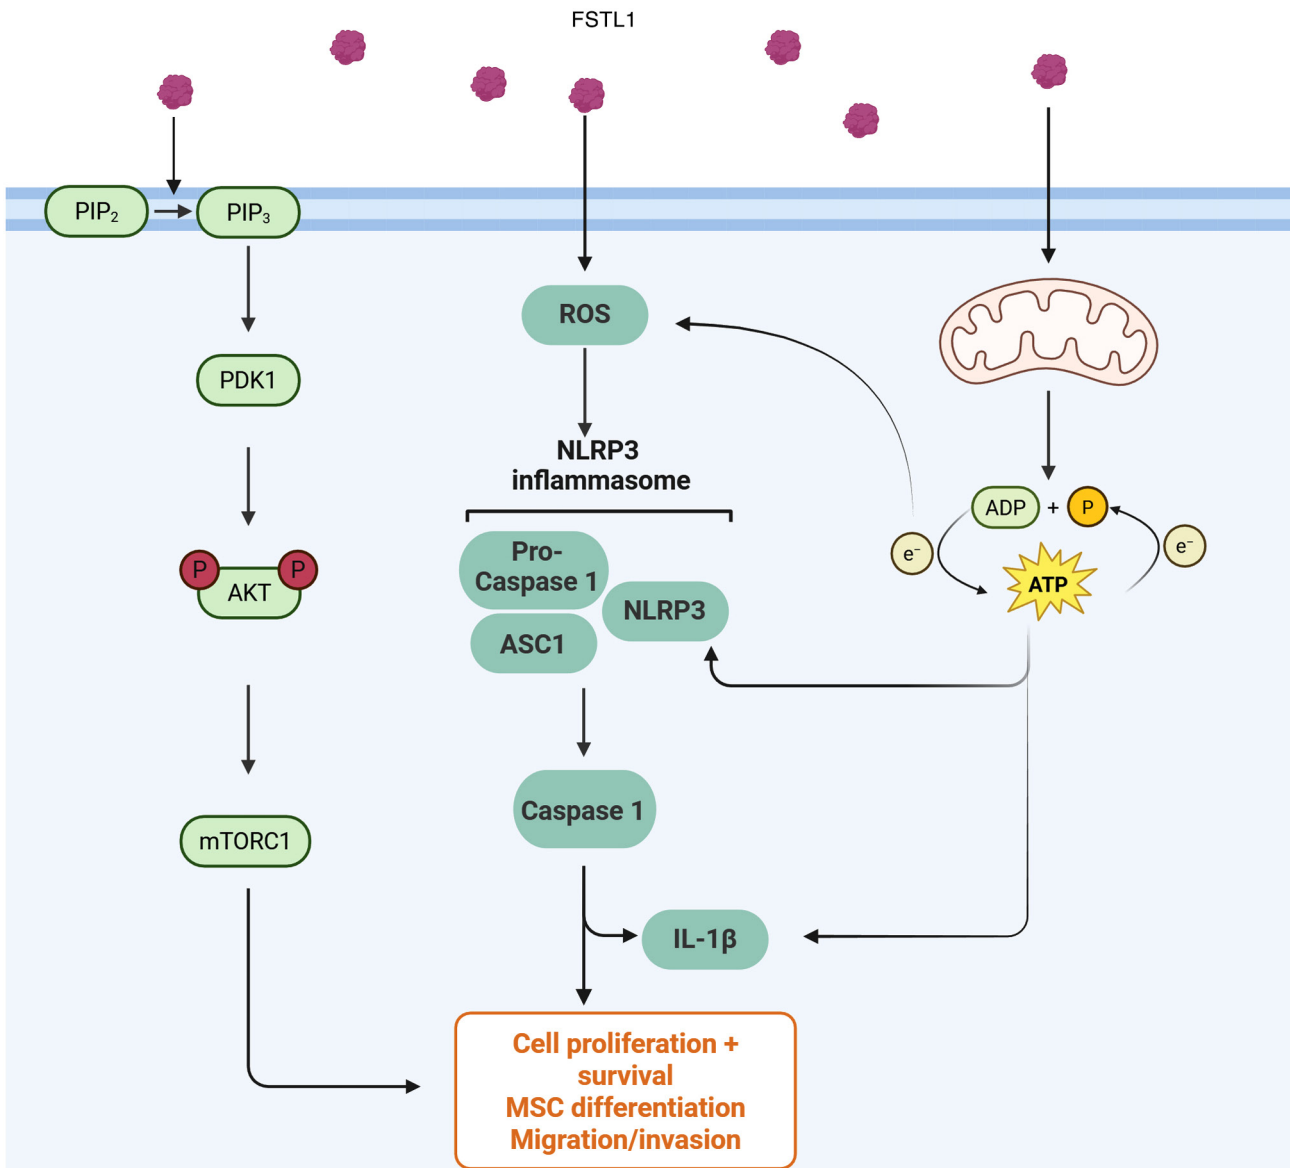 FSTL1
PIP₂
PIP₃
PDK1
P
P
AKT
mTORC1
ROS
NLRP3
inflammasome
Pro-
Caspase 1
NLRP3
ASC1
Caspase 1
IL-1β
ADP
+
P
e⁻
e⁻
ATP
Cell proliferation +
survival
MSC differentiation
Migration/invasion